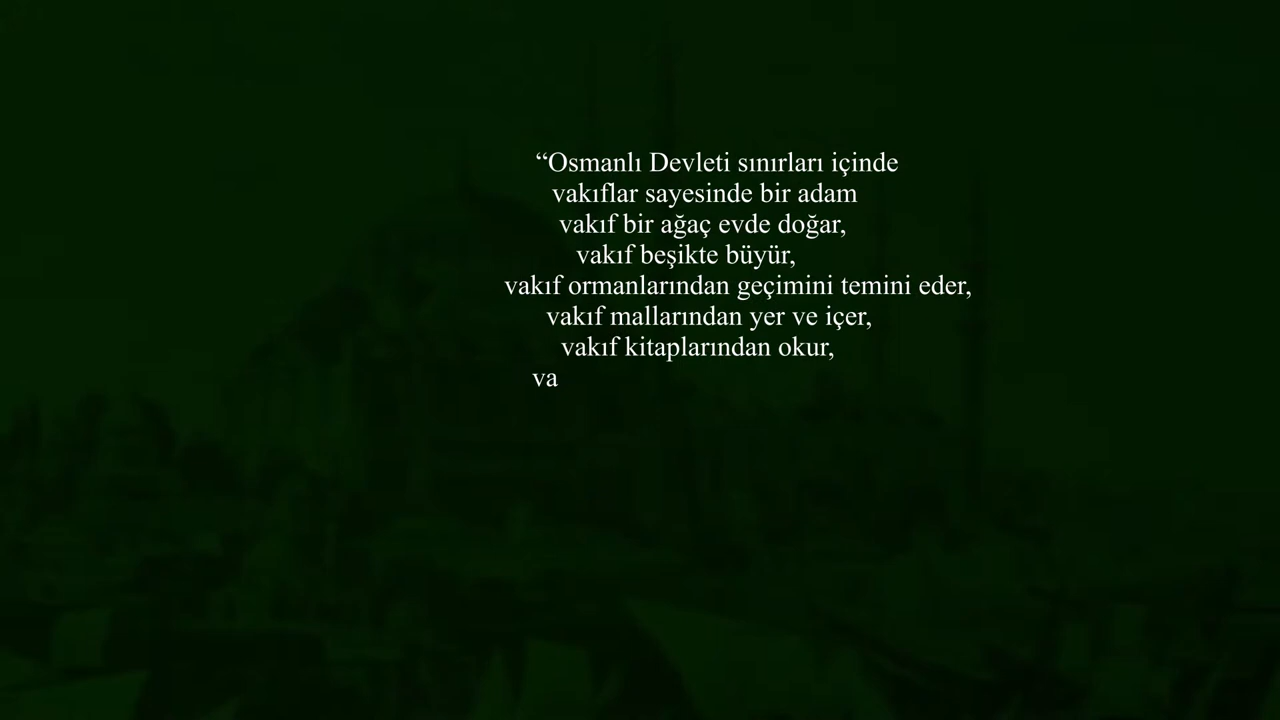 “Osmanlı Devleti sınırları içinde
vakıflar sayesinde bir adam
vakıf bir ağaç evde doğar,
vakıf beşikte büyür,
vakıf ormanlarından geçimini temini eder,
vakıf mallarından yer ve içer,
vakıf kitaplarından okur,
va